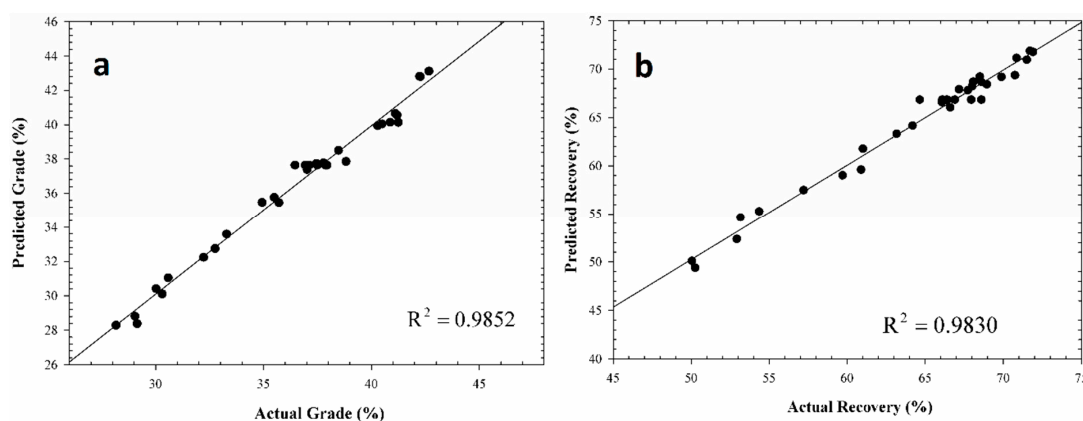 a
46
44
42
40
38
36
34
32
30
28
26
Predicted Grade (%)
30 35 40 45
Actual Grade (%)
R² = 0.9852
b
75
70
65
60
55
50
45
40
Predicted Recovery (%)
45 50 55 60 65 70 75
Actual Recovery (%)
R² = 0.9830